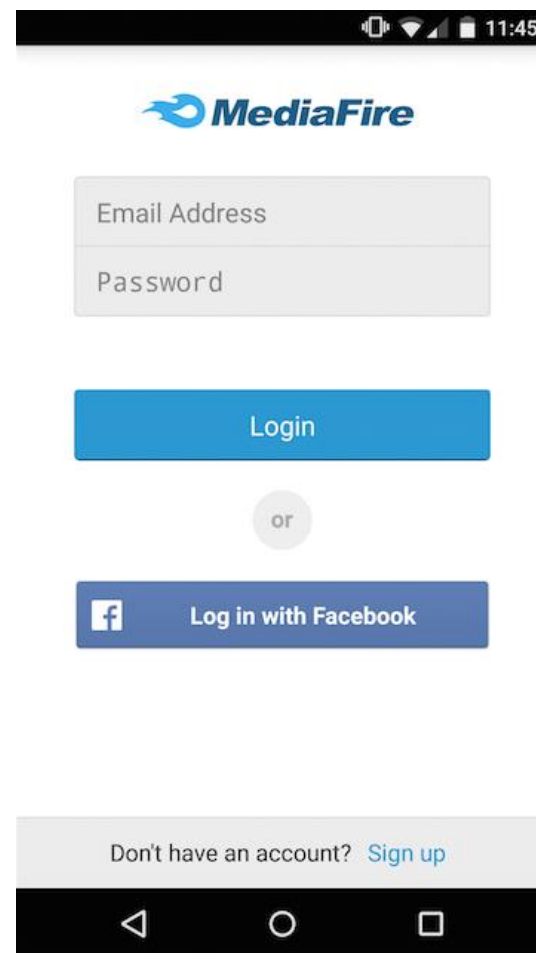 11:45
MediaFire
Email Address
Password
Login
or
f Log in with Facebook
Don't have an account? Sign up